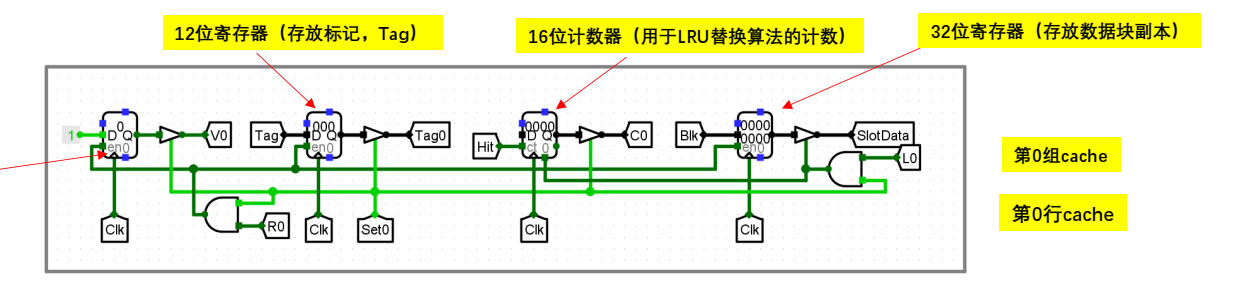 12位寄存器（存放标记，Tag）
16位计数器（用于LRU替换算法的计数）
32位寄存器（存放数据块副本）
1
0
D Q
en0
V0
Tag
000
D Q
en0
Tag0
Hit
0000
D Q
ct 0
C0
Blk
0000
0000
en0
SlotData
L0
Clk
R0
Clk
Set0
Clk
Clk
第0组cache
第0行cache